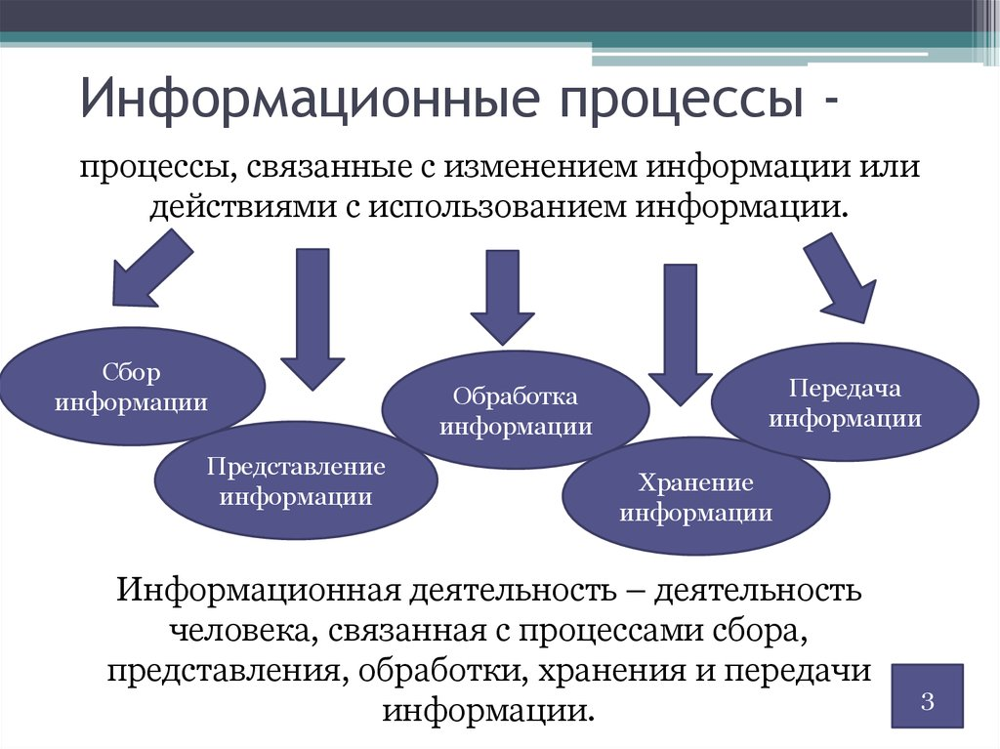 Информационные процессы -
процессы, связанные с изменением информации или
действиями с использованием информации.
Сбор
информации
Представление
информации
Обработка
информации
Хранение
информации
Передача
информации
Информационная деятельность – деятельность
человека, связанная с процессами сбора,
представления, обработки, хранения и передачи
информации.
3